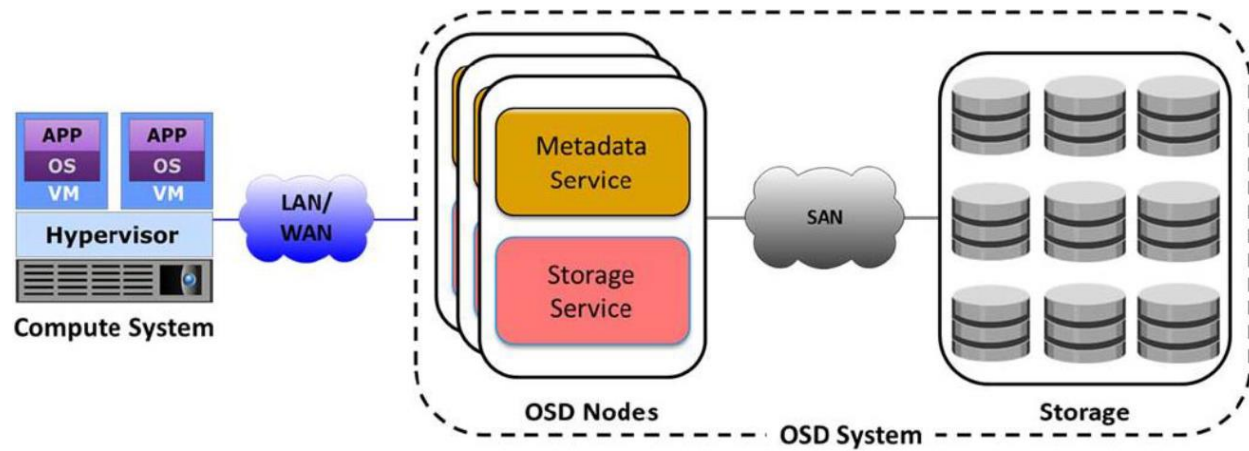 APP
OS
VM
APP
OS
VM
Hypervisor
Compute System
LAN/
WAN
Metadata
Service
Storage
Service
OSD Nodes
SAN
Storage
OSD System